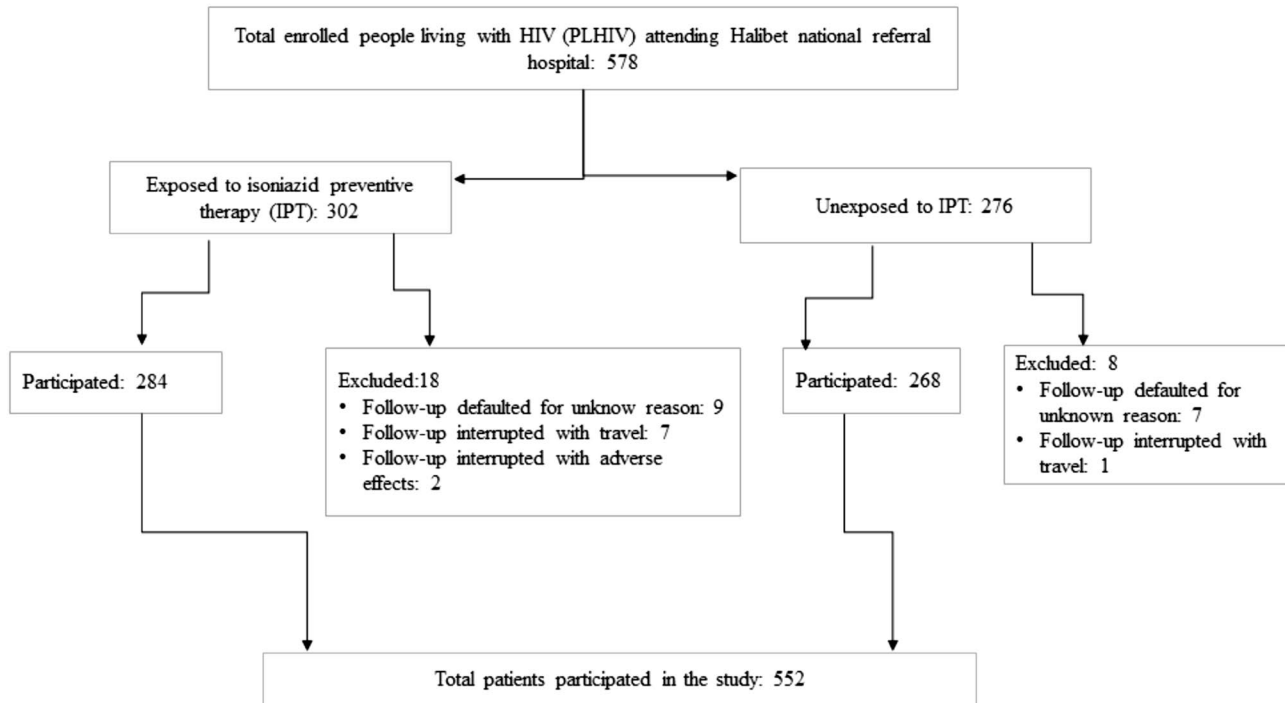 Total enrolled people living with HIV (PLHIV) attending Halibet national referral
hospital: 578
Exposed to isoniazid preventive
therapy (IPT): 302
Unexposed to IPT: 276
Participated: 284
Excluded:18
• Follow-up defaulted for unknow reason: 9
• Follow-up interrupted with travel: 7
• Follow-up interrupted with adverse
effects: 2
Participated: 268
Excluded: 8
• Follow-up defaulted for
unknown reason: 7
• Follow-up interrupted with
travel: 1
Total patients participated in the study: 552